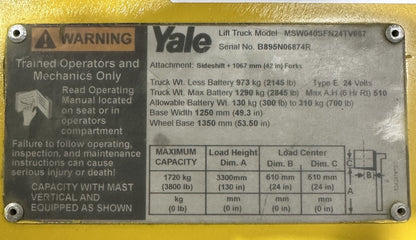 WARNING
Trained Operators and
Mechanics Only
Read Operating
Manual located
on seat or in
operators
compartment
Failure to follow operating,
inspection, and maintenance
instructions can cause
serious injury or death!
CAPACITY WITH MAST
VERTICAL AND
EQUIPPED AS SHOWN
Yale
Lift Truck Model MSW040SFN24TV087
Serial No. B895N06874R
Attachment: Sideshift + 1067 mm (42 in) Forks
Truck Wt. Less Battery 973 kg (2145 lb) Type E, 24 Volts
Truck Wt. Max Battery 1290 kg (2845 lb) Max A.H (6 Hr Rt) 510
Allowable Battery Wt. 130 kg (300 lb) to 310 kg (700 lb)
Base Width 1250 mm (49.3 in)
Wheel Base 1350 mm (53.50 in)
MAXIMUM CAPACITY Load Height Dim. A Load Center Dim. B Dim. C
1720 kg 3300mm 610 mm 510 mm
(3800 lb) (130 in) (24 in) (24 in)
kg mm mm mm
(0 lb) (0 in) (0 in) (0 in)
C
B
A